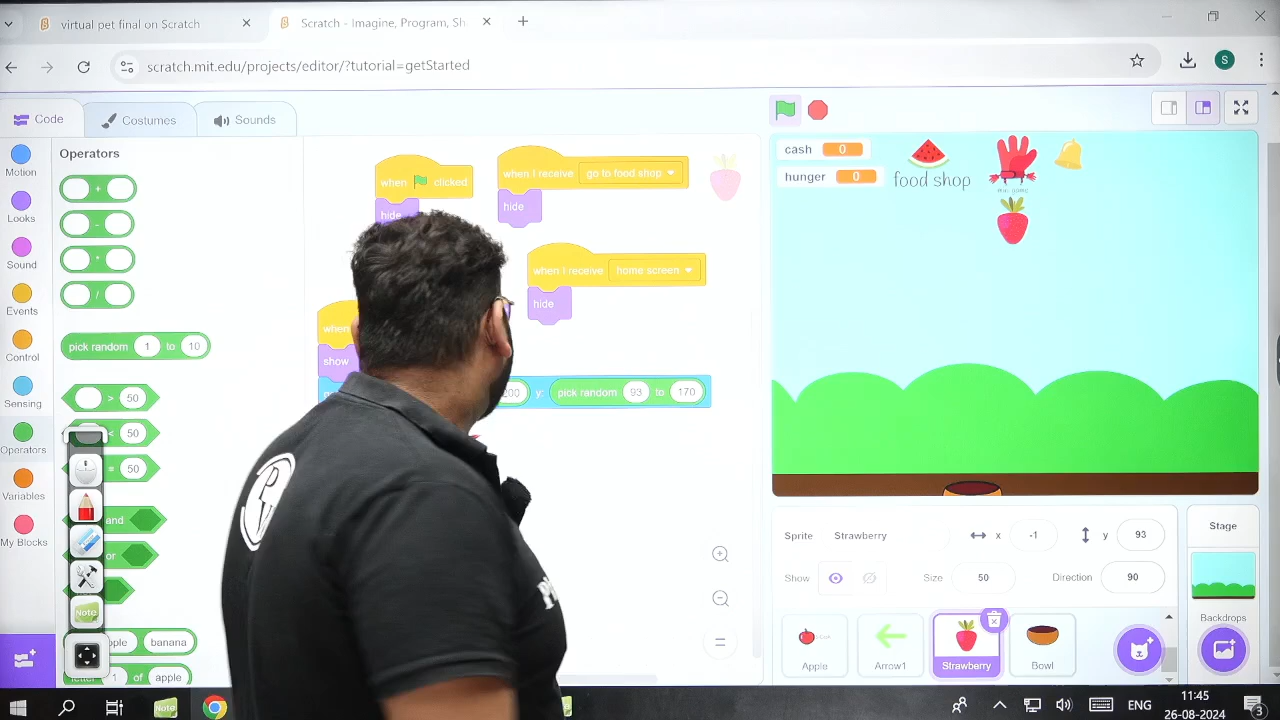 virtual pet final on Scratch
Scratch - Imagine, Program, Sh
scratch.mit.edu/projects/editor/?tutorial=getStarted
S
Code
Costumes
Sounds
Motion
Looks
Sound
Events
Control
Sensing
Operators
Variables
My Blocks
Operators
+
-
*
/
pick random 1 to 10
> 50
< 50
= 50
and
or
banana
1 of apple
when clicked
hide
when I receive go to food shop
hide
when I receive home screen
hide
when
show
200 y: pick random 93 to 170
Note
cash 0
hunger 0
food shop
Sprite Strawberry x -1 y 93
Show Size 50 Direction 90
Apple
Arrow1
Strawberry
Bowl
Stage
Backdrops
Note
ENG
11:45
26-08-2024